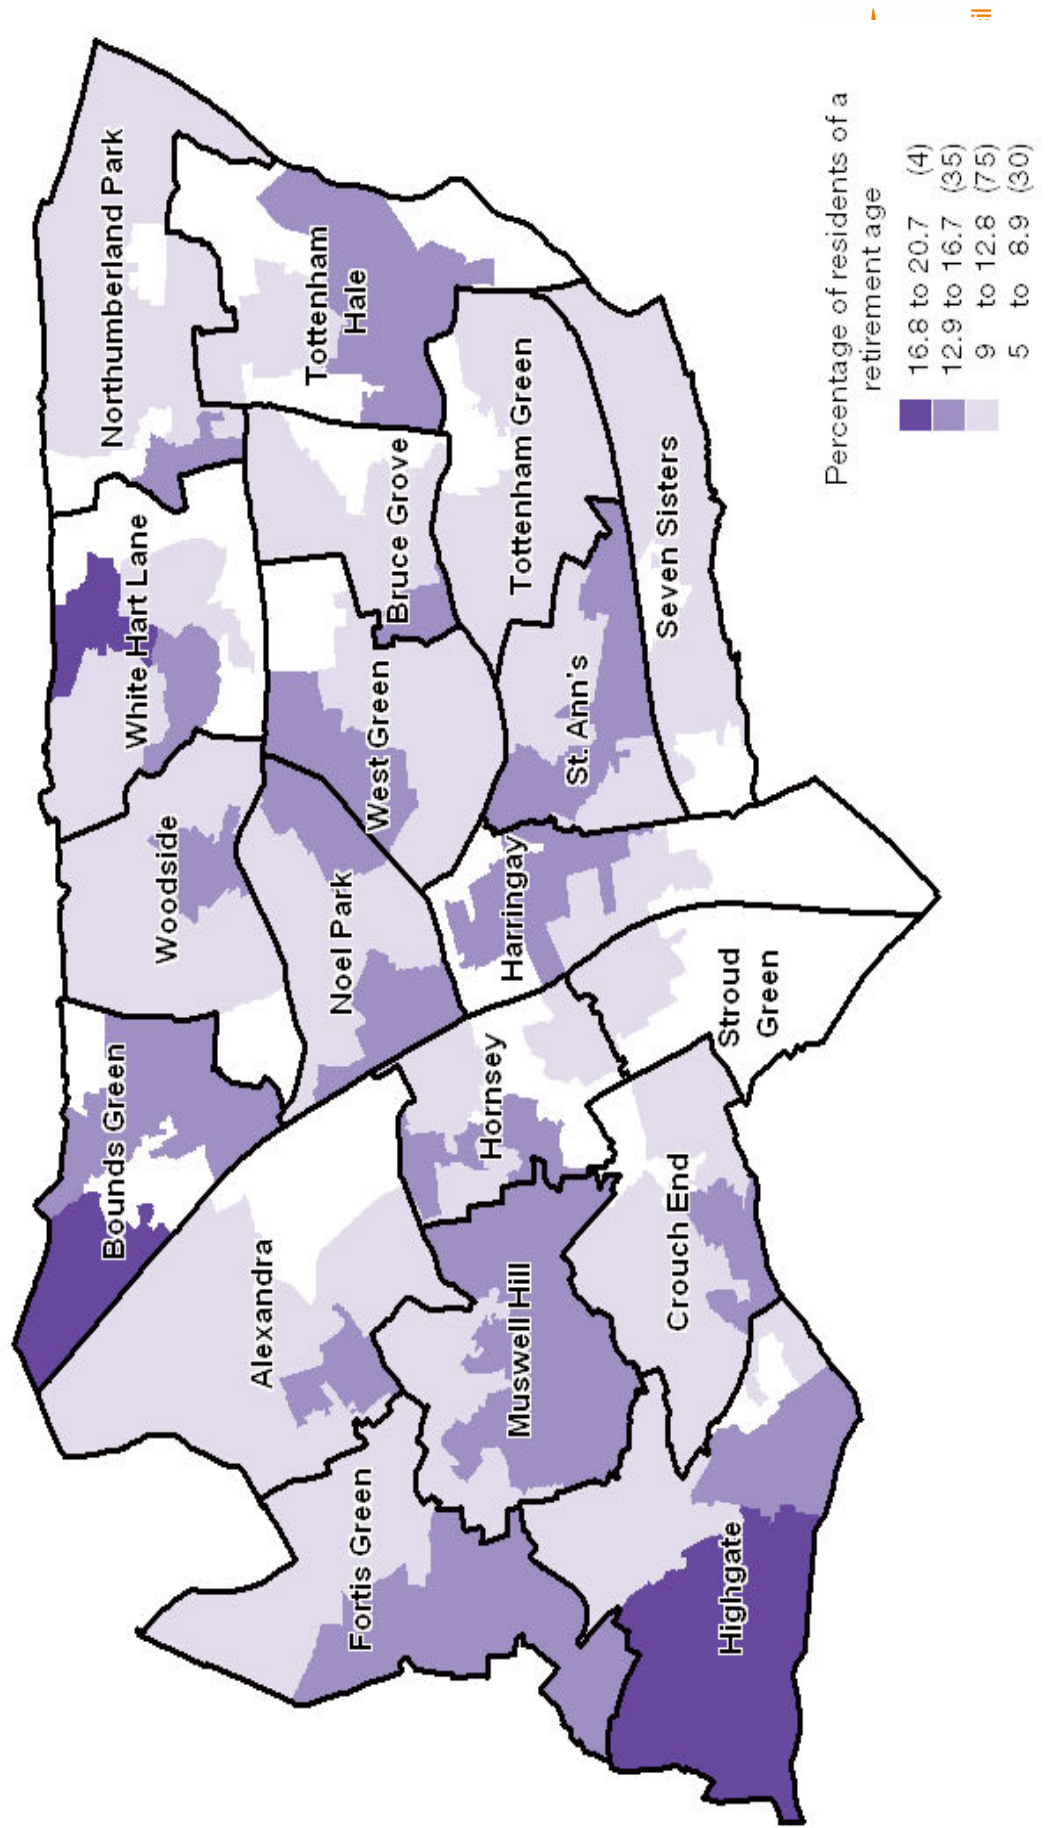 Fortis Green
Highgate
Alexandra
Muswell Hill
Crouch End
Bounds Green
Hornsey
Stroud
Green
Woodside
Noel Park
Harringay
White Hart Lane
West Green
St. Ann's
Seven Sisters
Bruce Grove
Northumberland Park
Tottenham
Hale
Tottenham Green
Percentage of residents of a
retirement age
16.8 to 20.7 (4)
12.9 to 16.7 (35)
9 to 12.8 (75)
5 to 8.9 (30)